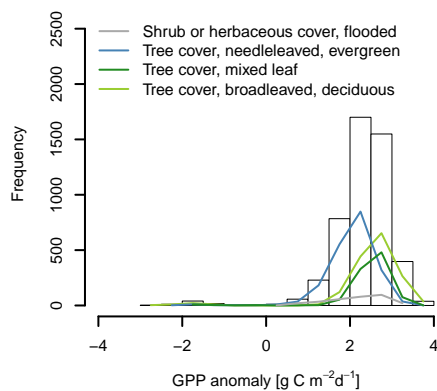 2500
2000
1500
1000
500
0
Frequency
Shrub or herbaceous cover, flooded
Tree cover, needleleaved, evergreen
Tree cover, mixed leaf
Tree cover, broadleaved, deciduous
−4 −2 0 2 4
GPP anomaly [g C m⁻²d⁻¹]